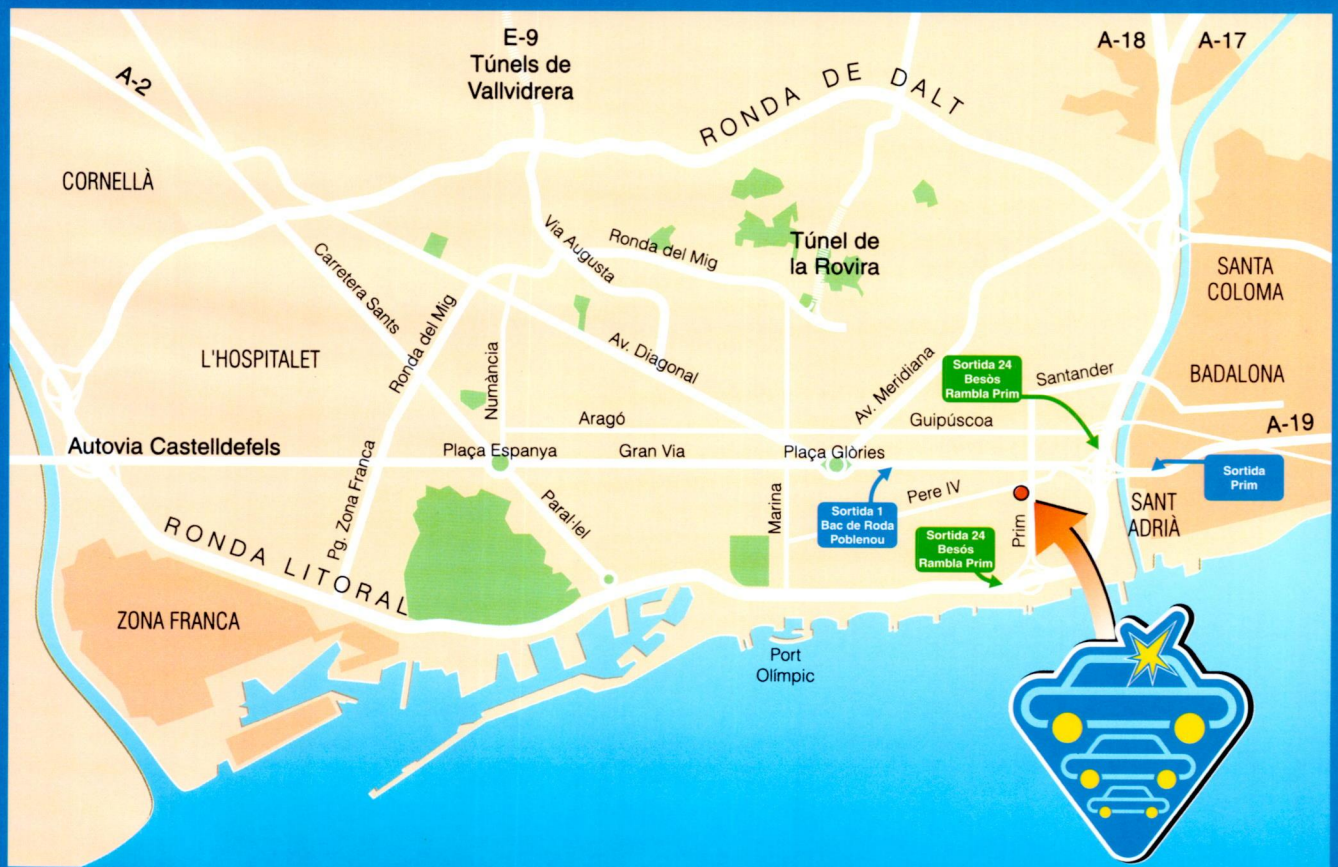 E-9
Túnels de
Vallvidrera
A-18
A-17
A-2
RONDA DE DALT
CORNELLÀ
Via Augusta
Ronda del Mig
Túnel de
la Rovira
Carretera Sants
SANTA
COLOMA
Ronda del Mig
L'HOSPITALET
Numància
Av. Diagonal
Av. Meridiana
Sortida 24
Besòs
Rambla Prim
Santander
BADALONA
Aragó
Guipúscoa
A-19
Autovia Castelldefels
Plaça Espanya
Gran Via
Plaça Glòries
Sortida
Prim
Pg. Zona Franca
Paral·lel
Marina
Pere IV
Sortida 1
Bac de Roda
Poblenou
Prim
SANT
ADRIÀ
Sortida 24
Besós
Rambla Prim
RONDA LITORAL
ZONA FRANCA
Port
Olímpic